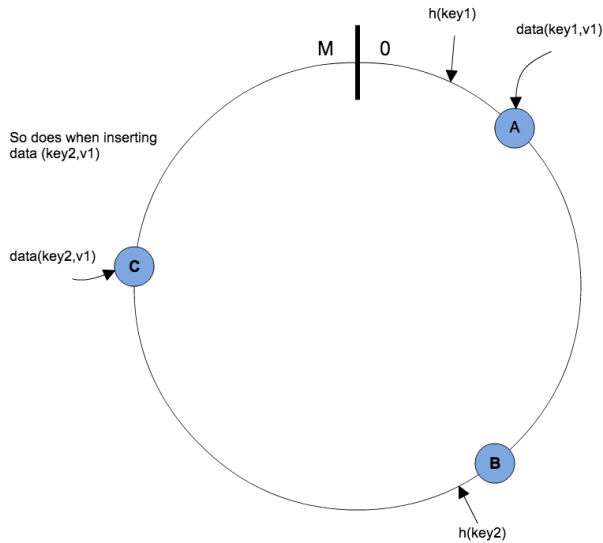 h(key1)
data(key1,v1)
M
0
A
So does when inserting
data (key2,v1)
data(key2,v1)
C
B
h(key2)